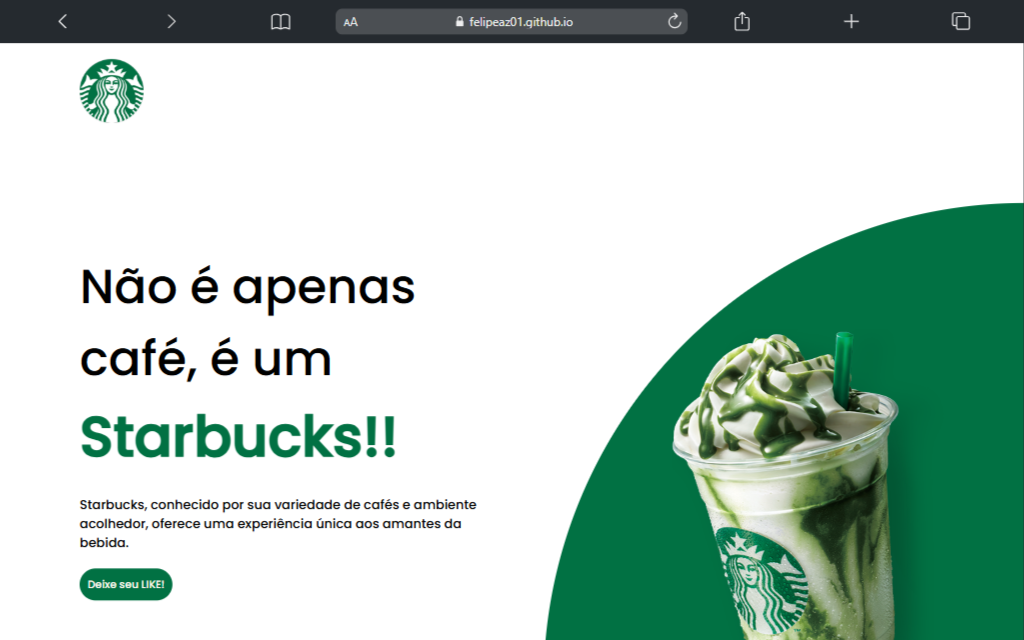 AA
felipeaz01.github.io
Não é apenas
café, é um
Starbucks!!
Starbucks, conhecido por sua variedade de cafés e ambiente
acolhedor, oferece uma experiência única aos amantes da
bebida.
Deixe seu LIKE!